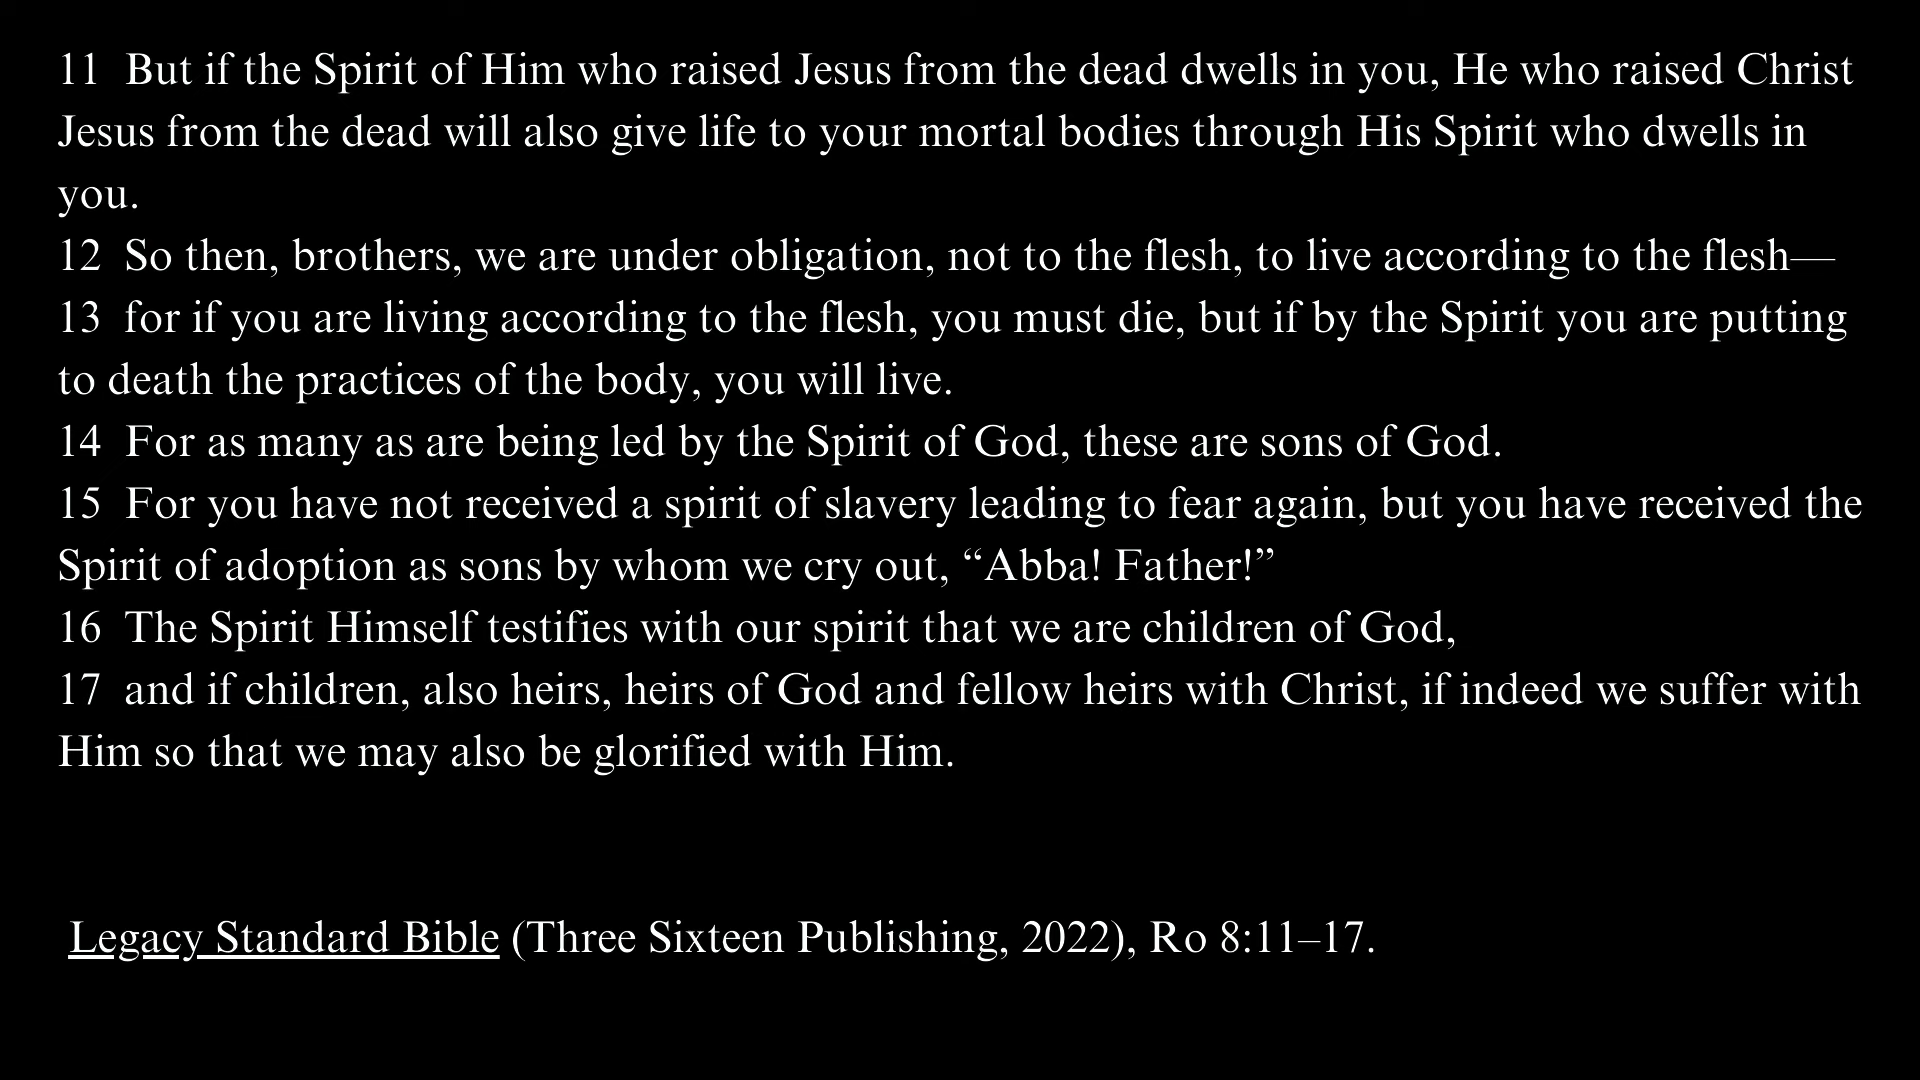 11  But if the Spirit of Him who raised Jesus from the dead dwells in you, He who raised Christ
Jesus from the dead will also give life to your mortal bodies through His Spirit who dwells in
you.
12  So then, brothers, we are under obligation, not to the flesh, to live according to the flesh—
13  for if you are living according to the flesh, you must die, but if by the Spirit you are putting
to death the practices of the body, you will live.
14  For as many as are being led by the Spirit of God, these are sons of God.
15  For you have not received a spirit of slavery leading to fear again, but you have received the
Spirit of adoption as sons by whom we cry out, “Abba! Father!”
16  The Spirit Himself testifies with our spirit that we are children of God,
17  and if children, also heirs, heirs of God and fellow heirs with Christ, if indeed we suffer with
Him so that we may also be glorified with Him.
Legacy Standard Bible (Three Sixteen Publishing, 2022), Ro 8:11–17.